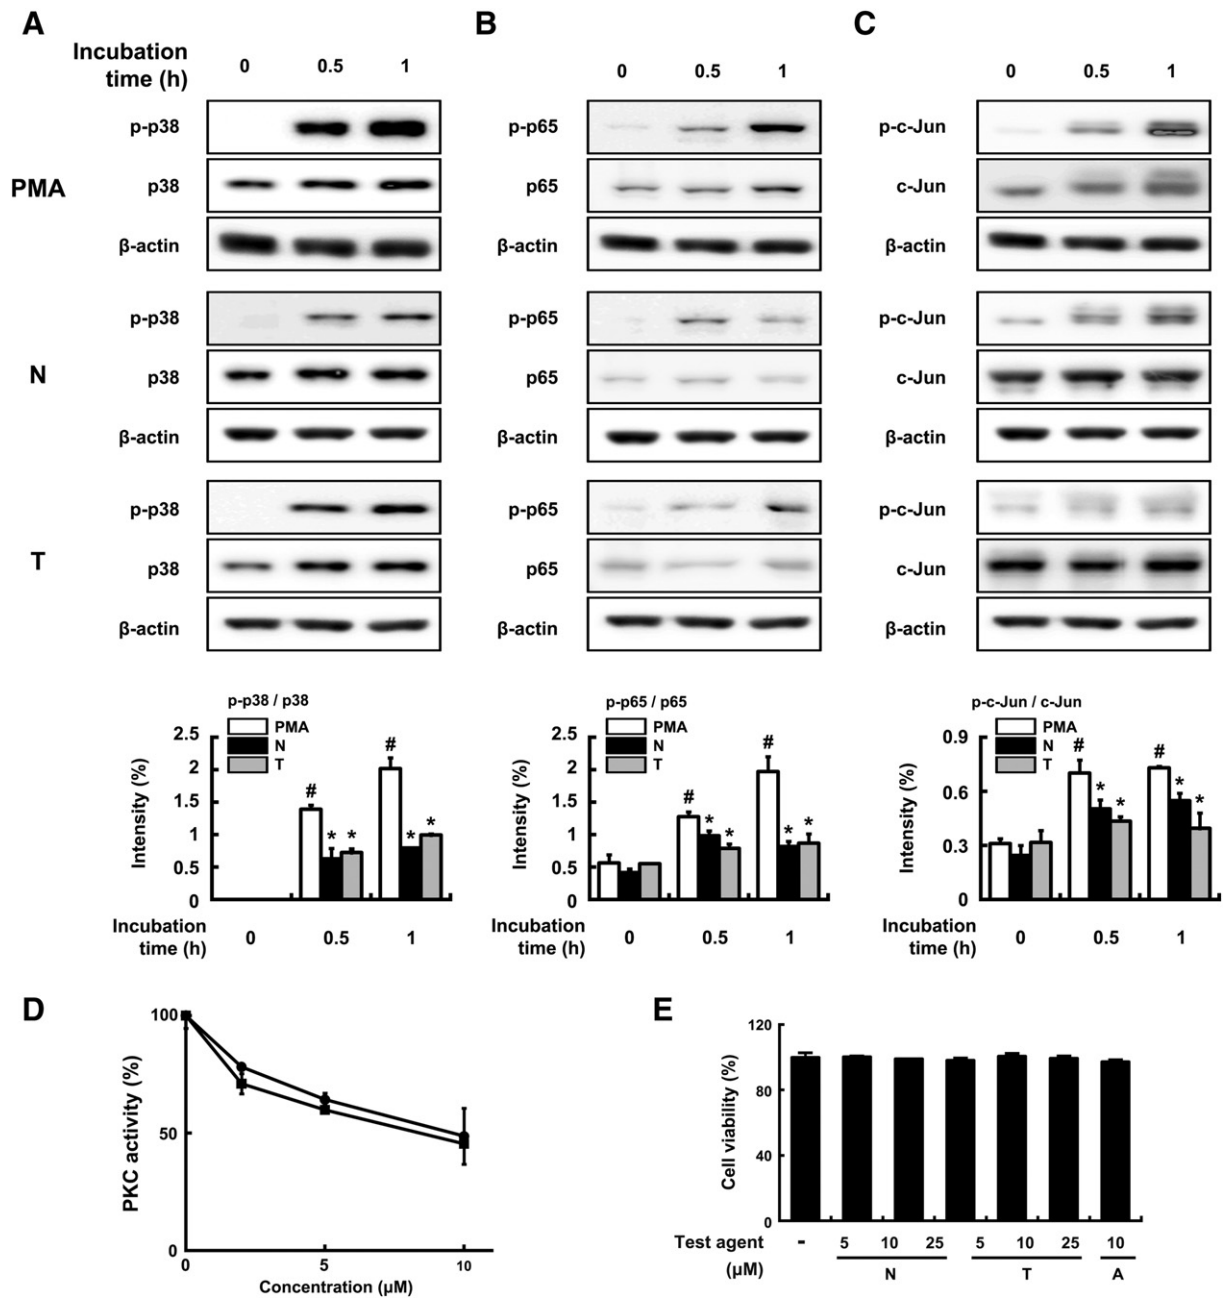 A
Incubation
time (h)
0 0.5 1
p-p38
PMA
p38
β-actin
p-p38
N
p38
β-actin
p-p38
T
p38
β-actin
B
0 0.5 1
p-p65
p65
β-actin
p-p65
p65
β-actin
p-p65
p65
β-actin
C
0 0.5 1
p-c-Jun
c-Jun
β-actin
p-c-Jun
c-Jun
β-actin
p-c-Jun
c-Jun
β-actin
p-p38 / p38
PMA
N
T
Intensity (%)
2.5
2
1.5
1
0.5
0
#
* *
#
* *
Incubation
time (h)
0 0.5 1
p-p65 / p65
PMA
N
T
Intensity (%)
2.5
2
1.5
1
0.5
0
#
* *
#
* *
Incubation
time (h)
0 0.5 1
p-c-Jun / c-Jun
PMA
N
T
Intensity (%)
0.9
0.6
0.3
0
#
* *
#
* *
Incubation
time (h)
0 0.5 1
D
PKC activity (%)
100
50
0
0 5 10
Concentration (μM)
E
Cell viability (%)
120
80
40
0
Test agent
(μM)
- 5 10 25 5 10 25 10
N T A